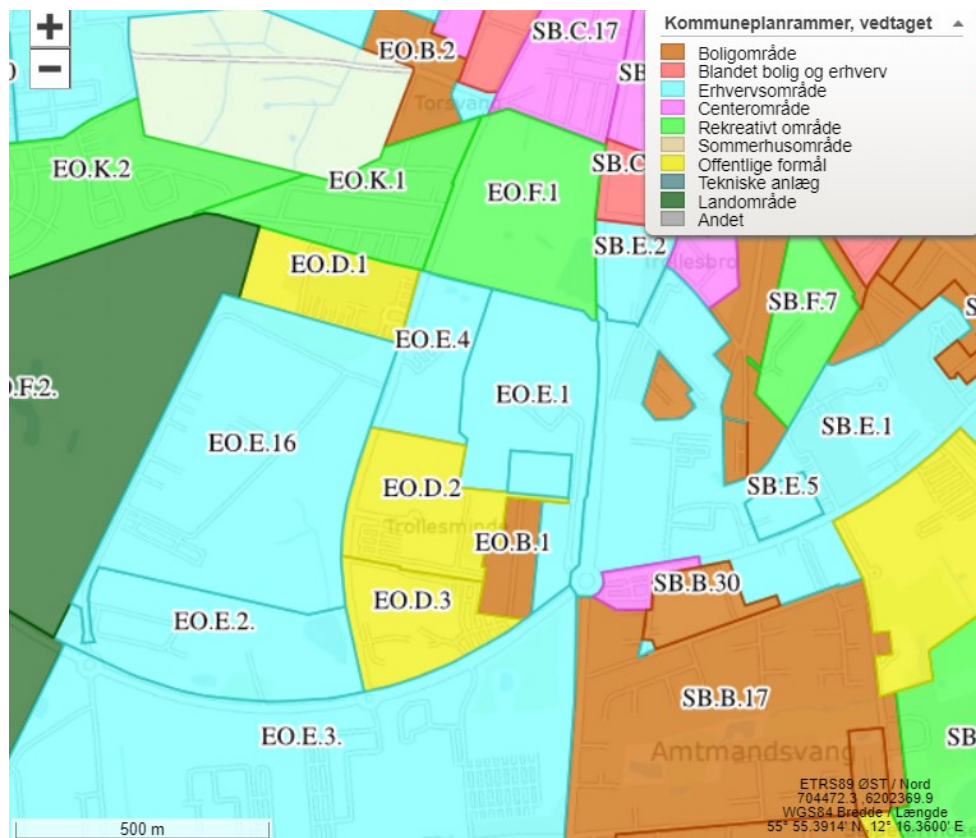 +
−
Kommuneplanrammer, vedtaget
Boligområde
Blandet bolig og erhverv
Erhvervsområde
Centerområde
Rekreativt område
Sommerhusområde
Offentlige formål
Tekniske anlæg
Landområde
Andet
SB.C.17
EO.B.2
SB
Torsvang
SB.C
EO.K.2
EO.K.1
EO.F.1
SB.E.2
EO.D.1
Trollesbro
SB.F.7
EO.E.4
.F.2.
EO.E.1
EO.E.16
SB.E.1
EO.D.2
SB.E.5
Trollesminde
EO.B.1
SB.B.30
EO.D.3
EO.E.2.
SB.B.17
EO.E.3.
SB
Amtmandsvang
ETRS89 ØST / Nord
704472.3 ,6202369.9
WGS84 Bredde / Længde
55° 55.3914' N ,12° 16.3600' E
500 m